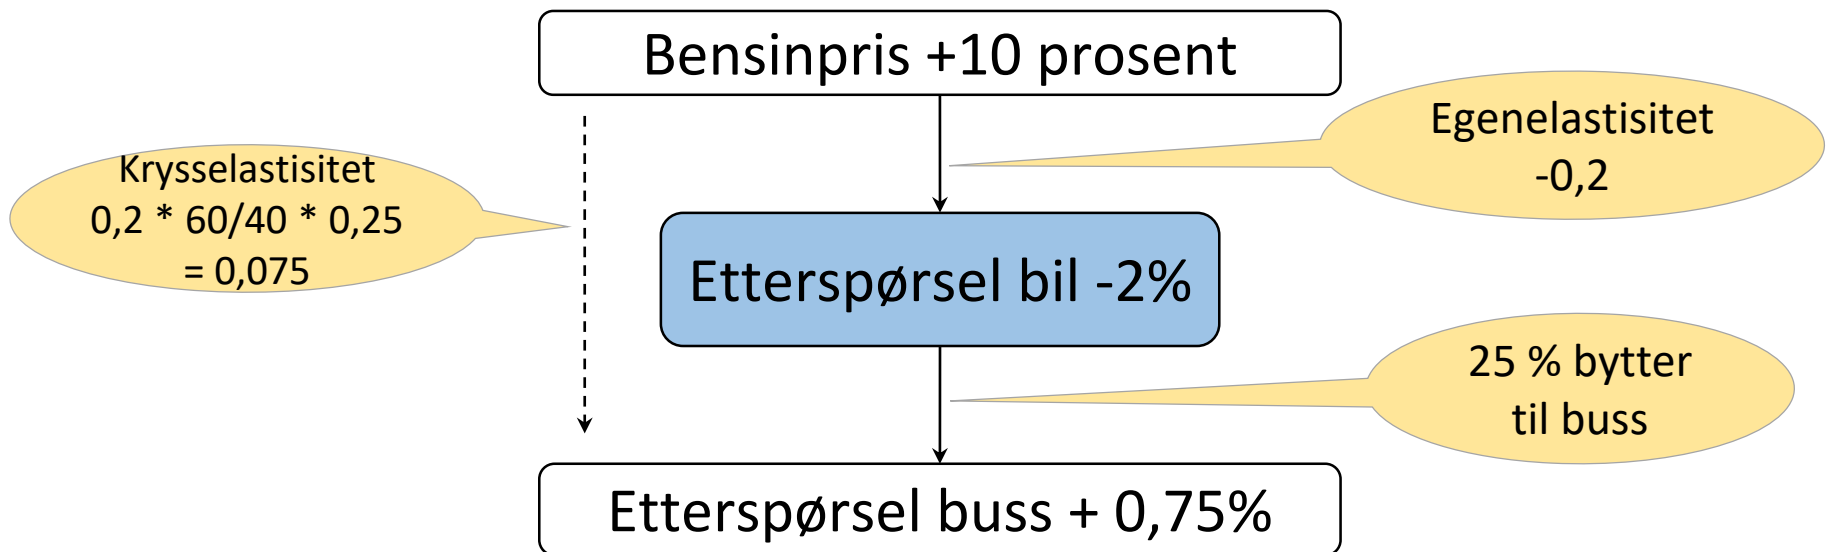 Bensinpris +10 prosent
Egenelastisitet
-0,2
Krysselastisitet
0,2 * 60/40 * 0,25
= 0,075
Etterspørsel bil -2%
25 % bytter
til buss
Etterspørsel buss + 0,75%